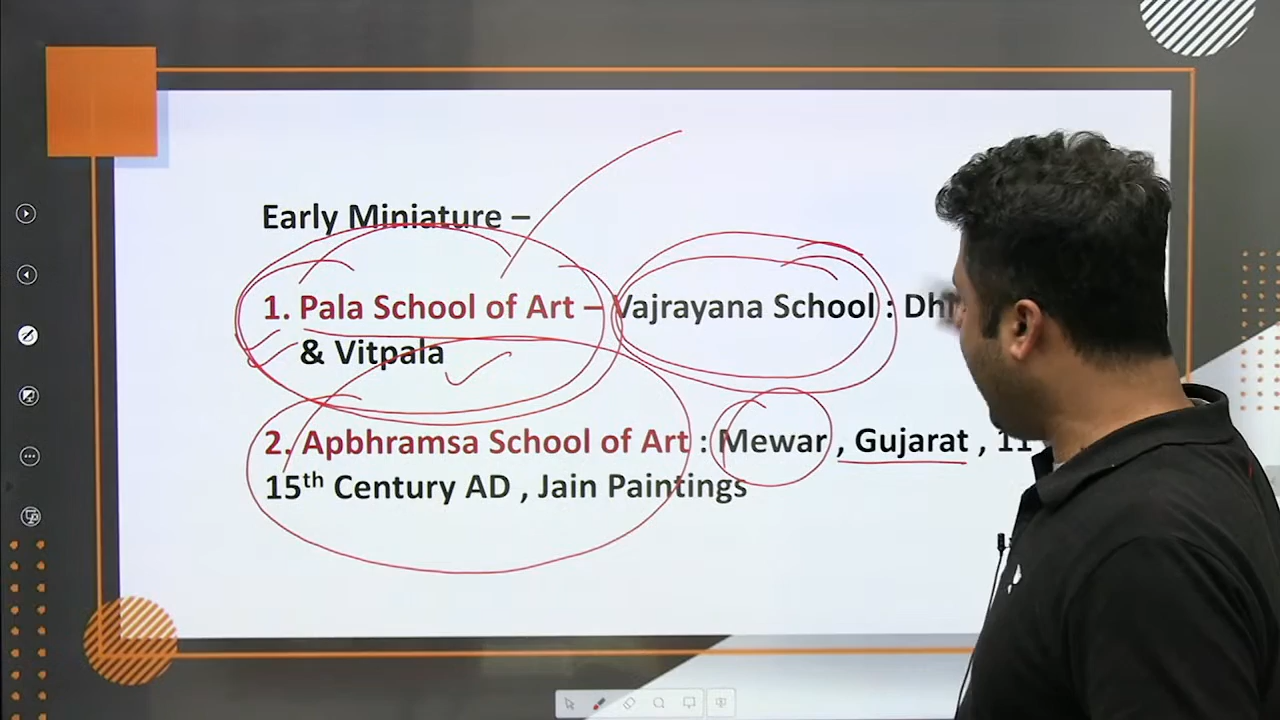 Early Miniature –
1. Pala School of Art – Vajrayana School :
& Vitpala
2. Apbhramsa School of Art : Mewar , Gujarat , 11
15th Century AD , Jain Paintings